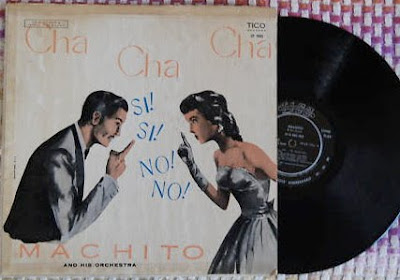 TICO
Cha
Cha
Cha
SI!
SI!
NO!
NO!
MACHITO
AND HIS ORCHESTRA